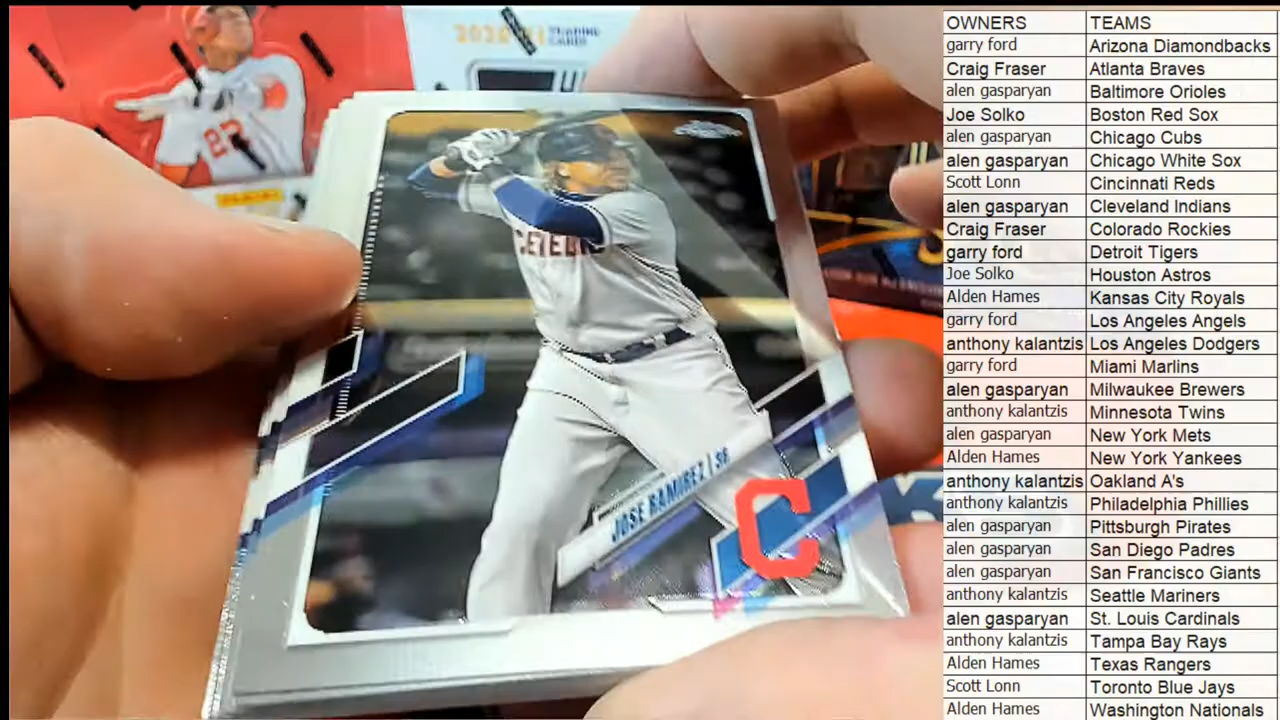 OWNERS TEAMS
garry ford Arizona Diamondbacks
Craig Fraser Atlanta Braves
alen gasparyan Baltimore Orioles
Joe Solko Boston Red Sox
alen gasparyan Chicago Cubs
alen gasparyan Chicago White Sox
Scott Lonn Cincinnati Reds
alen gasparyan Cleveland Indians
Craig Fraser Colorado Rockies
garry ford Detroit Tigers
Joe Solko Houston Astros
Alden Hames Kansas City Royals
garry ford Los Angeles Angels
anthony kalantzis Los Angeles Dodgers
garry ford Miami Marlins
alen gasparyan Milwaukee Brewers
anthony kalantzis Minnesota Twins
alen gasparyan New York Mets
Alden Hames New York Yankees
anthony kalantzis Oakland A's
anthony kalantzis Philadelphia Phillies
alen gasparyan Pittsburgh Pirates
alen gasparyan San Diego Padres
alen gasparyan San Francisco Giants
anthony kalantzis Seattle Mariners
alen gasparyan St. Louis Cardinals
anthony kalantzis Tampa Bay Rays
Alden Hames Texas Rangers
Scott Lonn Toronto Blue Jays
Alden Hames Washington Nationals
TRADING
CARDS
27
PANINI
Chrome
JOSE RAMIREZ | 3B
C